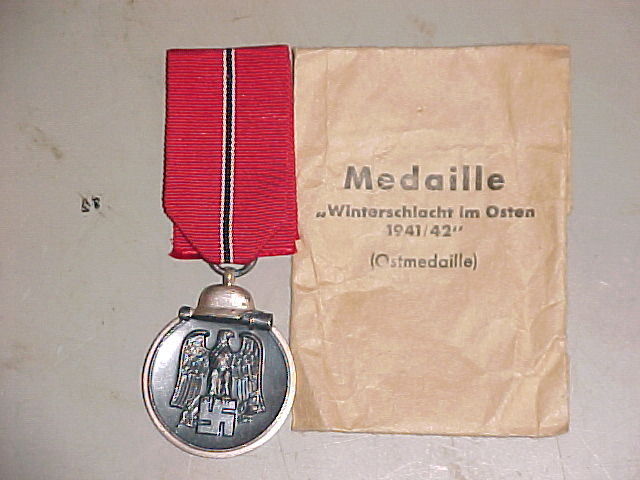 Medaille
„Winterschlacht im Osten
1941/42“
(Ostmedaille)